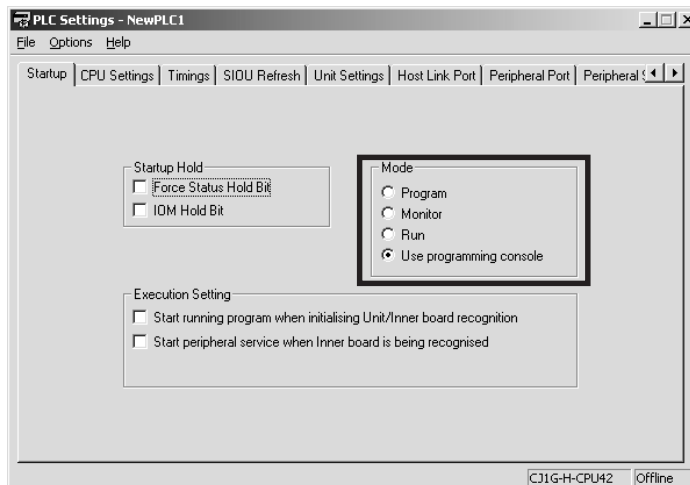 PLC Settings - NewPLC1
File Options Help
Startup CPU Settings Timings SIOU Refresh Unit Settings Host Link Port Peripheral Port Peripheral
Startup Hold
Force Status Hold Bit
IOM Hold Bit
Mode
Program
Monitor
Run
Use programming console
Execution Setting
Start running program when initialising Unit/Inner board recognition
Start peripheral service when Inner board is being recognised
CJ1G-H-CPU42 Offline